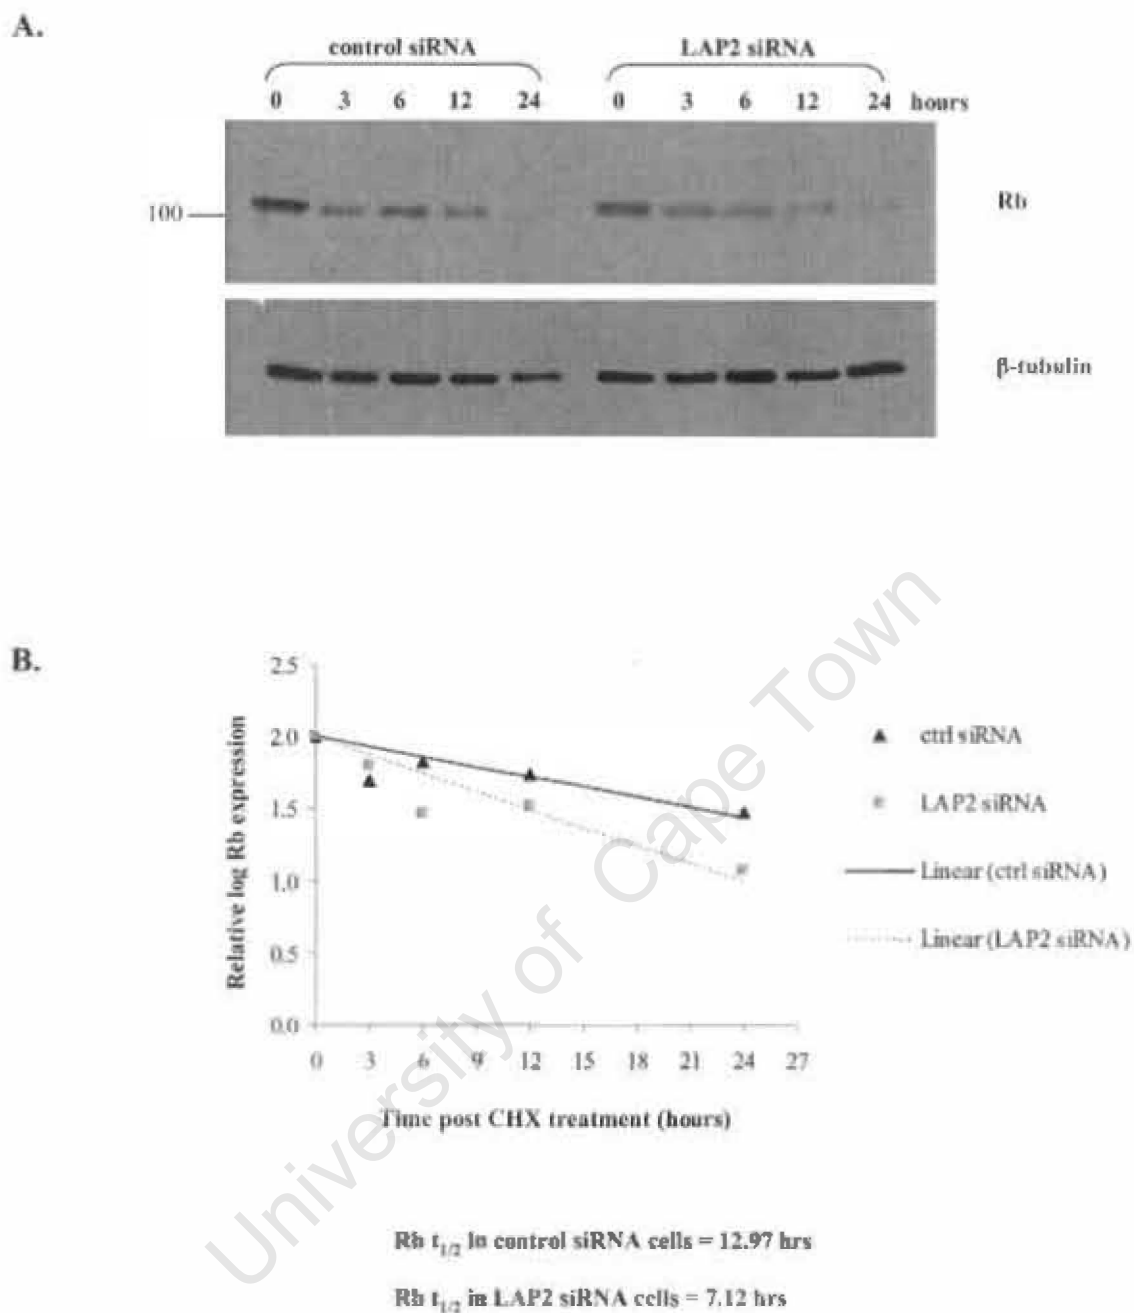 A.
control siRNA LAP2 siRNA
0 3 6 12 24 0 3 6 12 24 hours
Rb
100
β-tubulin
B.
2.5
2.0
1.5
1.0
0.5
0.0
Relative log Rb expression
0 3 6 9 12 15 18 21 24 27
Time post CHX treatment (hours)
ctrl siRNA
LAP2 siRNA
Linear (ctrl siRNA)
Linear (LAP2 siRNA)
University of Cape Town
Rb t1/2 in control siRNA cells = 12.97 hrs
Rb t1/2 in LAP2 siRNA cells = 7.12 hrs